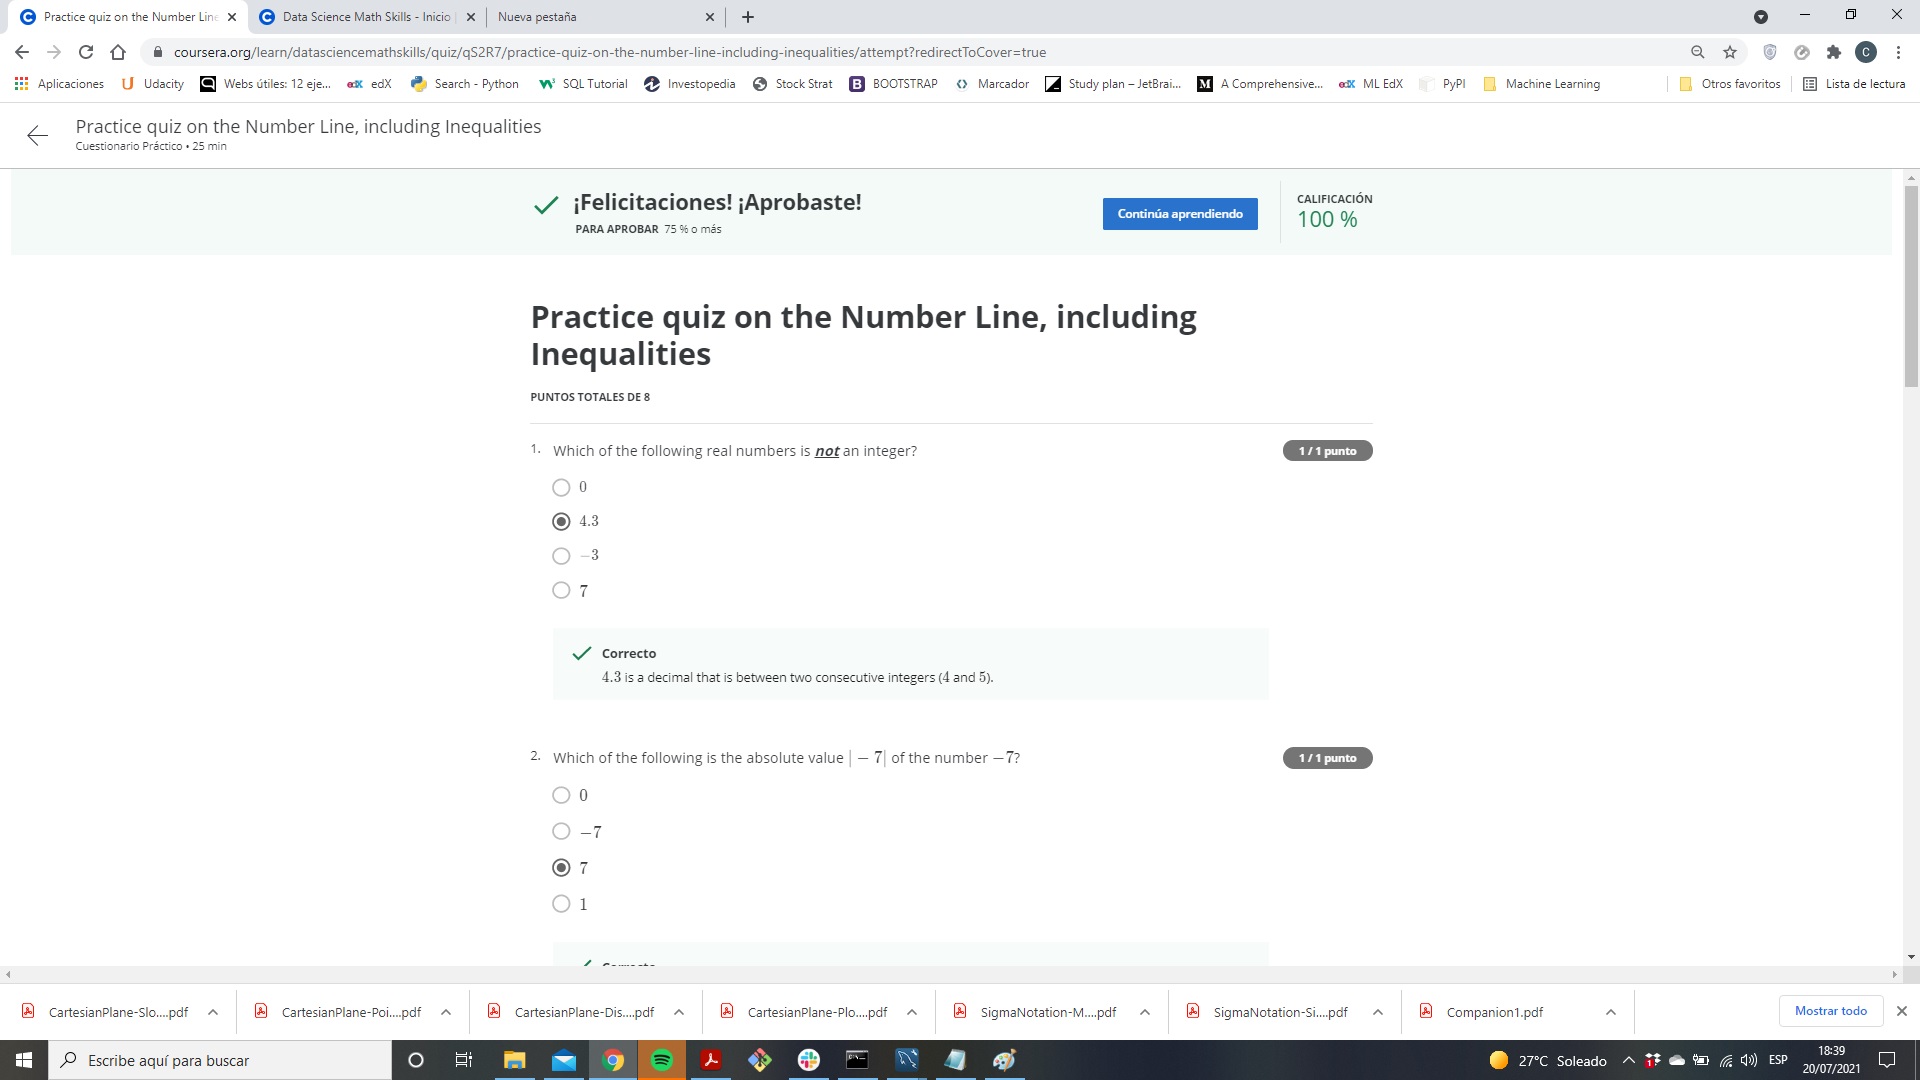 Practice quiz on the Number Line
Data Science Math Skills - Inicio
Nueva pestaña
coursera.org/learn/datasciencemathskills/quiz/qS2R7/practice-quiz-on-the-number-line-including-inequalities/attempt?redirectToCover=true
C
Aplicaciones
Udacity
Webs útiles: 12 eje...
edX
Search - Python
SQL Tutorial
Investopedia
Stock Strat
BOOTSTRAP
Marcador
Study plan – JetBrai...
A Comprehensive...
ML EdX
PyPI
Machine Learning
Otros favoritos
Lista de lectura
Practice quiz on the Number Line, including Inequalities
Cuestionario Práctico • 25 min
¡Felicitaciones! ¡Aprobaste!
PARA APROBAR 75 % o más
Continúa aprendiendo
CALIFICACIÓN
100 %
Practice quiz on the Number Line, including
Inequalities
PUNTOS TOTALES DE 8
1. Which of the following real numbers is not an integer?
1 / 1 punto
0
4.3
−3
7
Correcto
4.3 is a decimal that is between two consecutive integers (4 and 5).
2. Which of the following is the absolute value |−7| of the number −7?
1 / 1 punto
0
−7
7
1
Correcto
CartesianPlane-Slo....pdf
CartesianPlane-Poi....pdf
CartesianPlane-Dis....pdf
CartesianPlane-Plo....pdf
SigmaNotation-M....pdf
SigmaNotation-Si....pdf
Companion1.pdf
Mostrar todo
Escribe aquí para buscar
27°C Soleado
ESP
18:39
20/07/2021